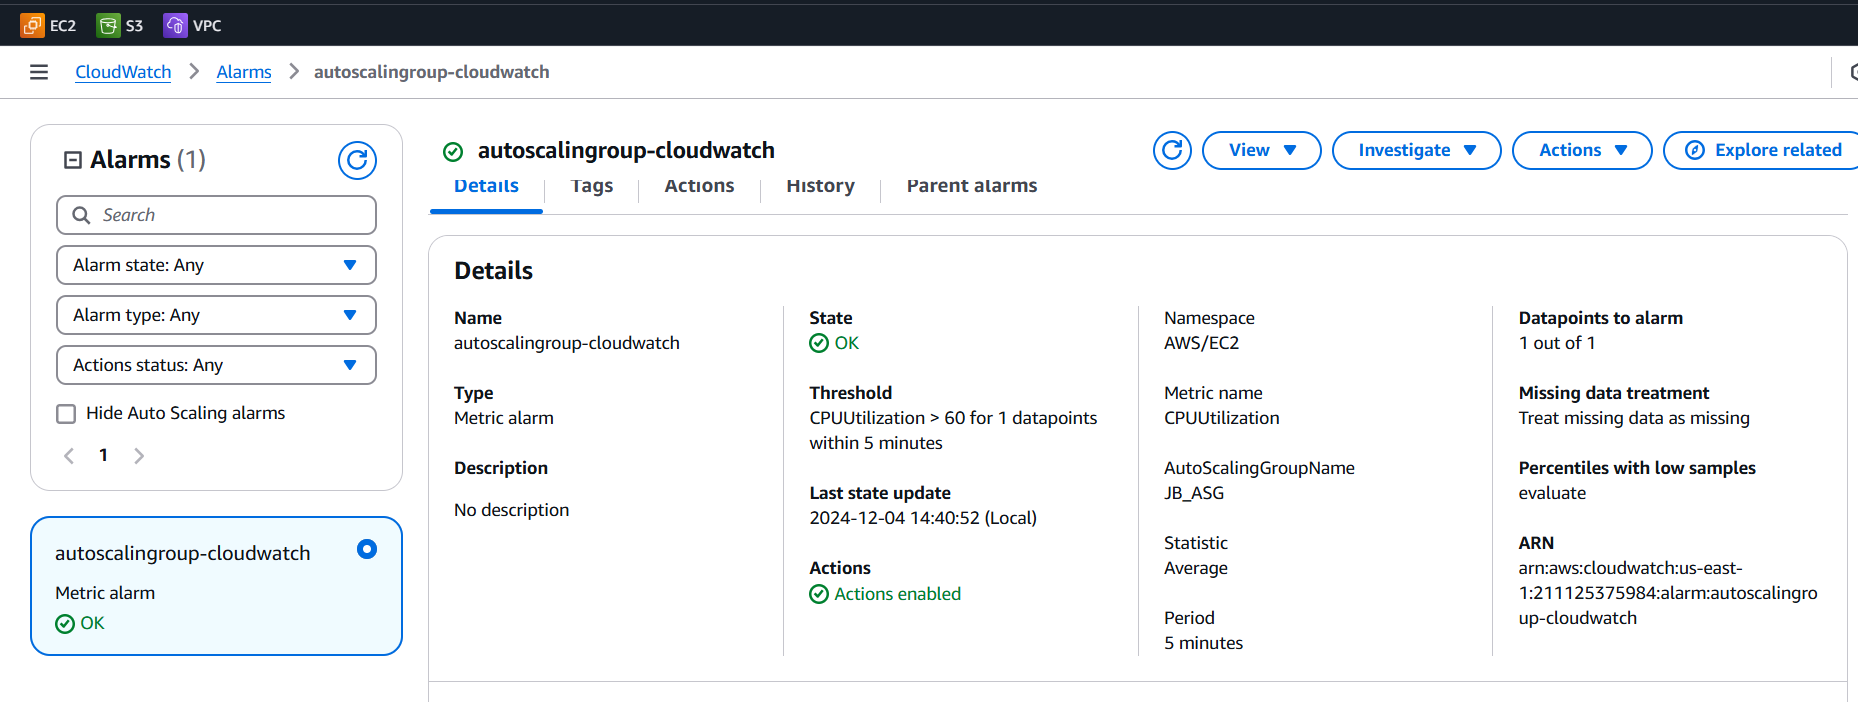 EC2 S3 VPC
CloudWatch Alarms autoscalingroup-cloudwatch
Alarms (1)
Search
Alarm state: Any
Alarm type: Any
Actions status: Any
Hide Auto Scaling alarms
1
autoscalingroup-cloudwatch
Metric alarm
OK
autoscalingroup-cloudwatch
View
Investigate
Actions
Explore related
Details
Tags
Actions
History
Parent alarms
Details
Name
autoscalingroup-cloudwatch
Type
Metric alarm
Description
No description
State
OK
Threshold
CPUUtilization > 60 for 1 datapoints
within 5 minutes
Last state update
2024-12-04 14:40:52 (Local)
Actions
Actions enabled
Namespace
AWS/EC2
Metric name
CPUUtilization
AutoScalingGroupName
JB_ASG
Statistic
Average
Period
5 minutes
Datapoints to alarm
1 out of 1
Missing data treatment
Treat missing data as missing
Percentiles with low samples
evaluate
ARN
arn:aws:cloudwatch:us-east-
1:211125375984:alarm:autoscalingro
up-cloudwatch